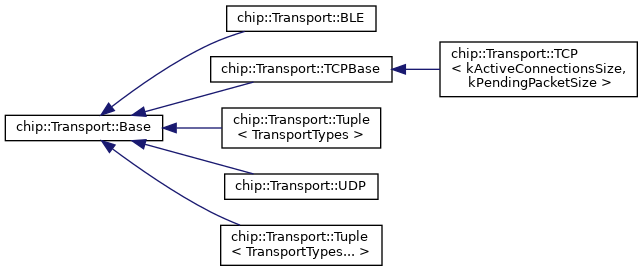 chip::Transport::BLE
chip::Transport::TCPBase
chip::Transport::TCP
< kActiveConnectionsSize,
kPendingPacketSize >
chip::Transport::Base
chip::Transport::Tuple
< TransportTypes >
chip::Transport::UDP
chip::Transport::Tuple
< TransportTypes... >